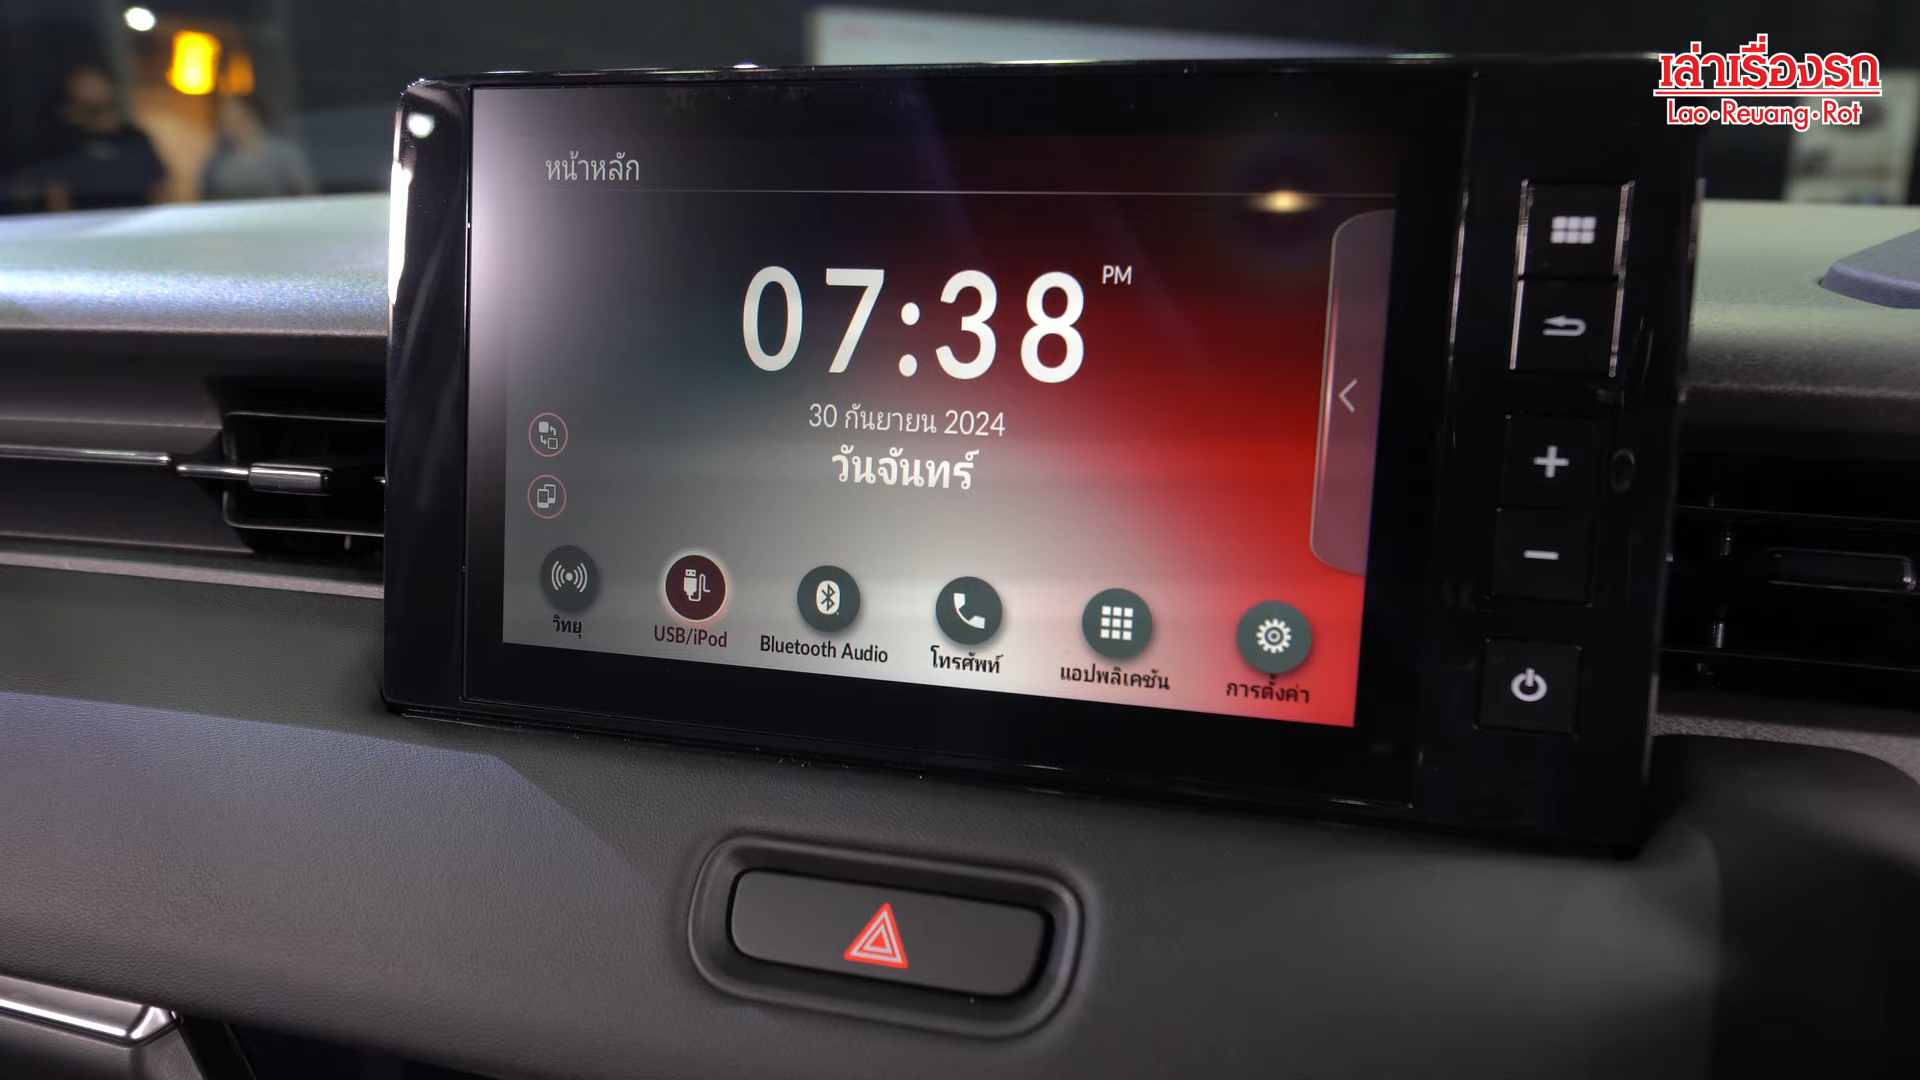 เล่าเรื่องรถ
Lao•Reuang•Rot
หน้าหลัก
07:38 PM
30 กันยายน 2024
วันจันทร์
วิทยุ
USB/iPod
Bluetooth Audio
โทรศัพท์
แอปพลิเคชัน
การตั้งค่า